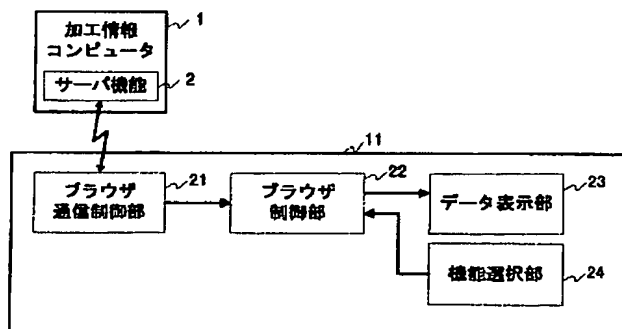 加工情報
コンピュータ
1
サーバ機能
2
11
ブラウザ
通信制御部
21
ブラウザ
制御部
22
データ表示部
23
機能選択部
24